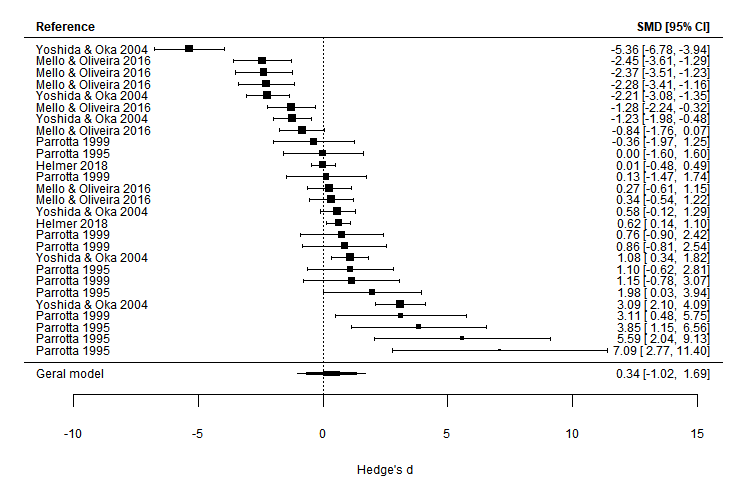 Reference SMD [95% CI]
Yoshida & Oka 2004 -5.36 [-6.78, -3.94]
Mello & Oliveira 2016 -2.45 [-3.61, -1.29]
Mello & Oliveira 2016 -2.37 [-3.51, -1.23]
Mello & Oliveira 2016 -2.28 [-3.41, -1.16]
Yoshida & Oka 2004 -2.21 [-3.08, -1.35]
Mello & Oliveira 2016 -1.28 [-2.24, -0.32]
Yoshida & Oka 2004 -1.23 [-1.98, -0.48]
Mello & Oliveira 2016 -0.84 [-1.76, 0.07]
Parrotta 1999 -0.36 [-1.97, 1.25]
Parrotta 1995 0.00 [-1.60, 1.60]
Helmer 2018 0.01 [-0.48, 0.49]
Parrotta 1999 0.13 [-1.47, 1.74]
Mello & Oliveira 2016 0.27 [-0.61, 1.15]
Mello & Oliveira 2016 0.34 [-0.54, 1.22]
Yoshida & Oka 2004 0.58 [-0.12, 1.29]
Helmer 2018 0.62 [ 0.14, 1.10]
Parrotta 1999 0.76 [-0.90, 2.42]
Parrotta 1999 0.86 [-0.81, 2.54]
Yoshida & Oka 2004 1.08 [ 0.34, 1.82]
Parrotta 1995 1.10 [-0.62, 2.81]
Parrotta 1999 1.15 [-0.78, 3.07]
Parrotta 1995 1.98 [ 0.03, 3.94]
Yoshida & Oka 2004 3.09 [ 2.10, 4.09]
Parrotta 1999 3.11 [ 0.48, 5.75]
Parrotta 1995 3.85 [ 1.15, 6.56]
Parrotta 1995 5.59 [ 2.04, 9.13]
Parrotta 1995 7.09 [ 2.77, 11.40]
Geral model 0.34 [-1.02, 1.69]
-10 -5 0 5 10 15
Hedge's d